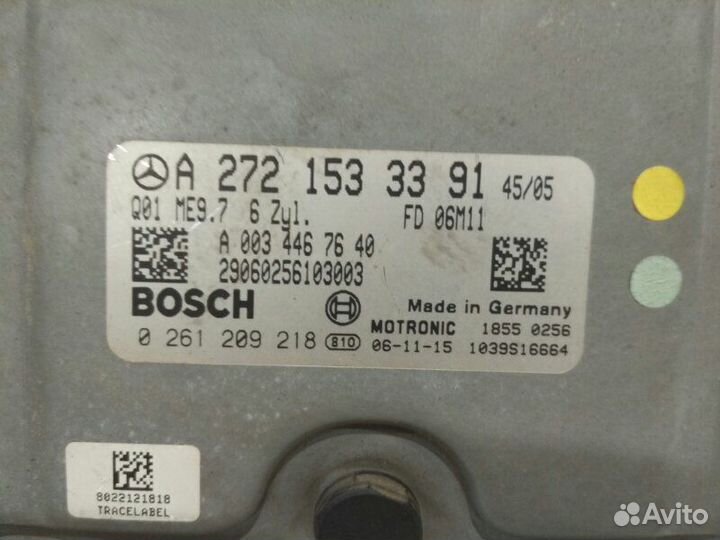 A 272 153 33 91 45/05
Q01 ME9.7 6 Zyl. FD 06M11
A 003 446 76 40
29060256103003
BOSCH
Made in Germany
MOTRONIC 1855 0256
0 261 209 218 810 06-11-15 1039S16664
8022121818
TRACELABEL
Avito